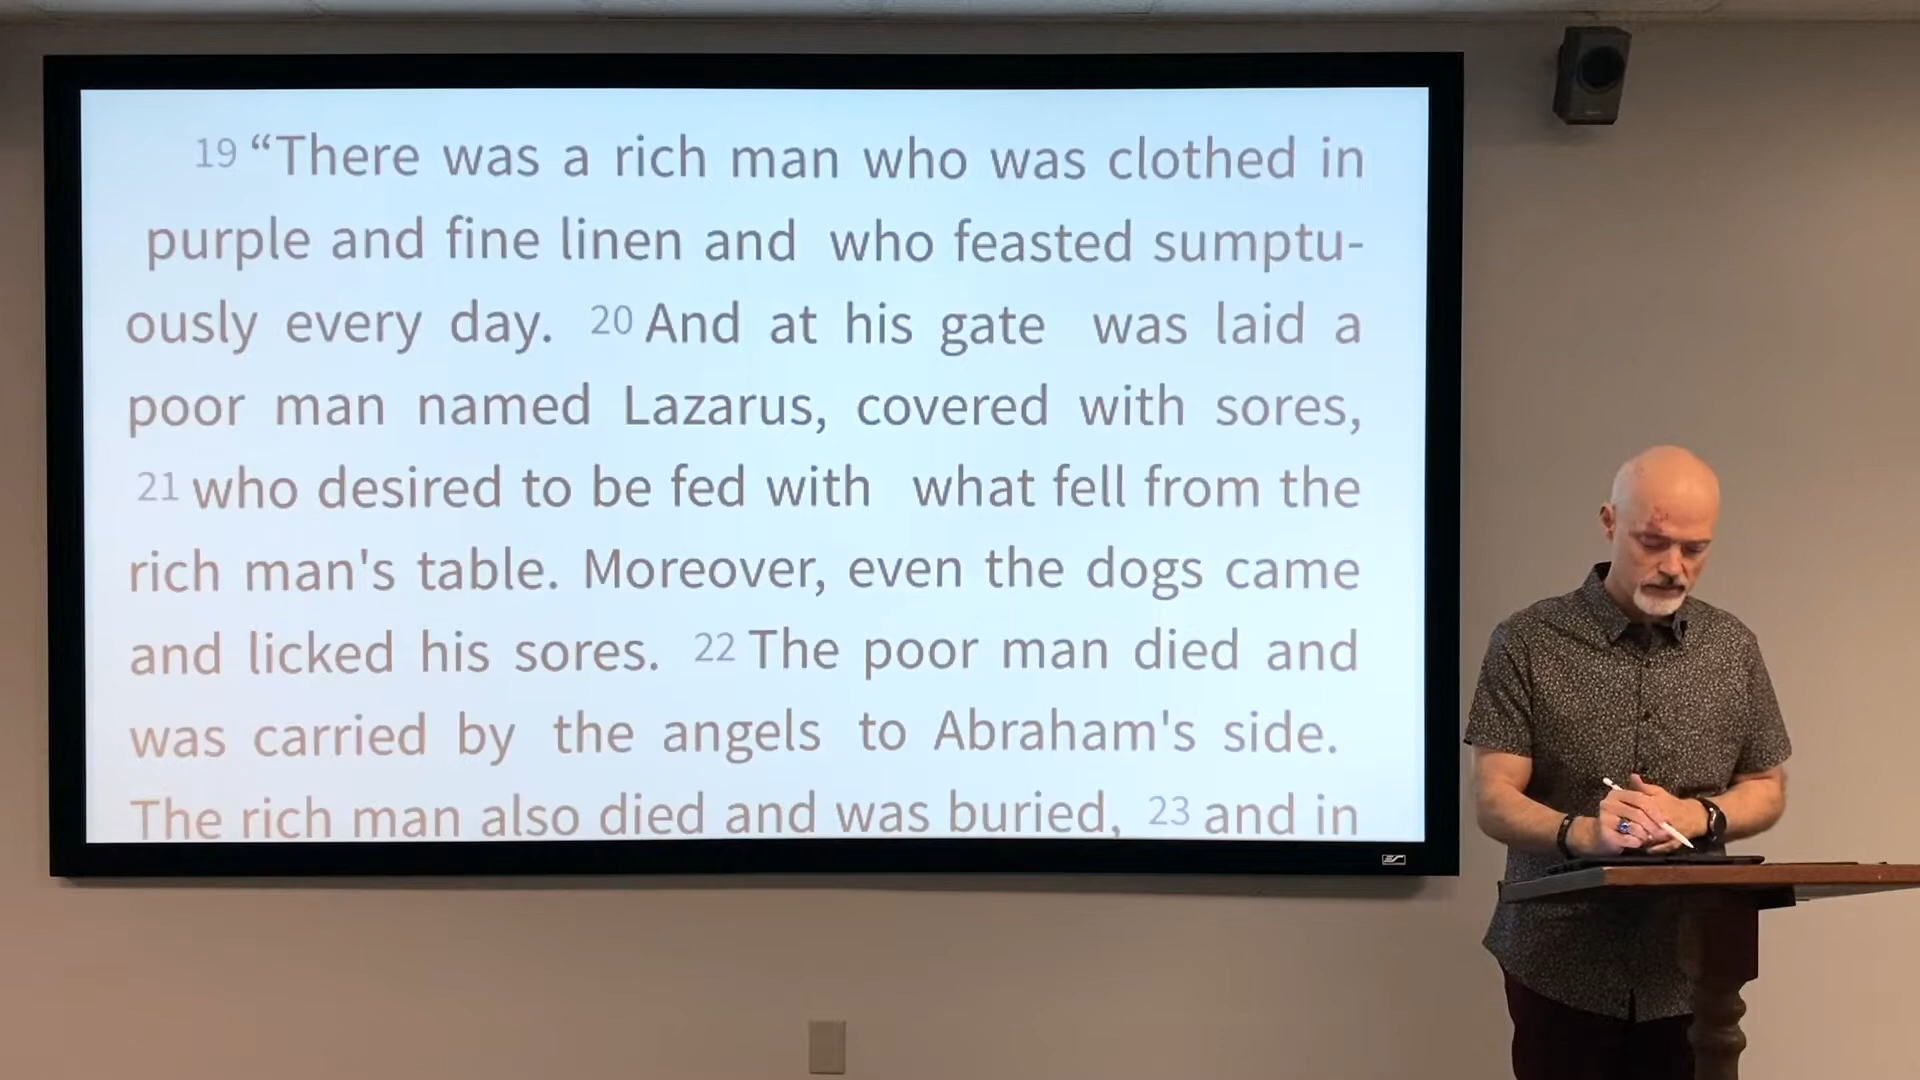 19 “There was a rich man who was clothed in
purple and fine linen and who feasted sumptu-
ously every day. 20 And at his gate was laid a
poor man named Lazarus, covered with sores,
21 who desired to be fed with what fell from the
rich man's table. Moreover, even the dogs came
and licked his sores. 22 The poor man died and
was carried by the angels to Abraham's side.
The rich man also died and was buried, 23 and in